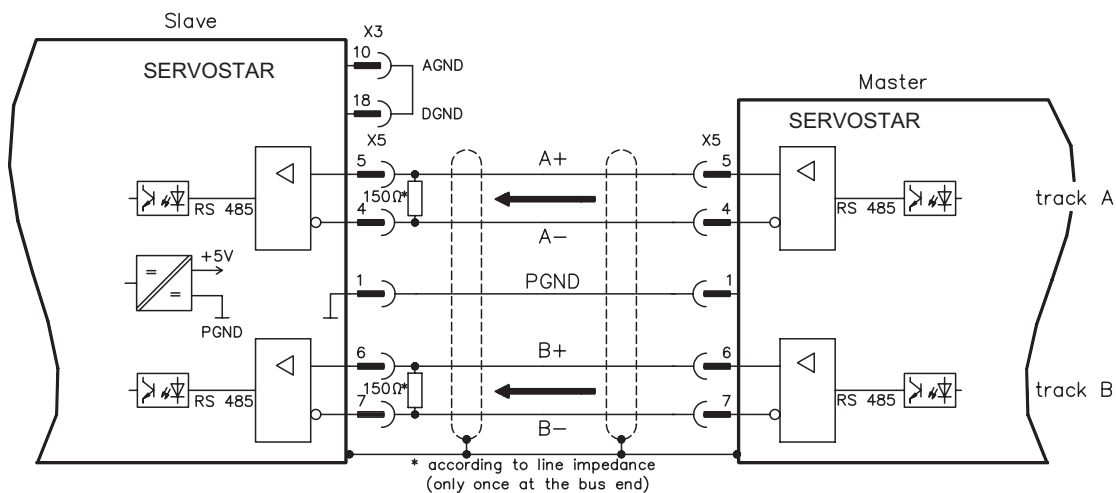 Slave
SERVOSTAR
X3
10
AGND
18
DGND
Master
SERVOSTAR
X5
5
A+
X5
5
RS 485
150Ω*
4
A-
4
RS 485
track A
+5V
=
=
PGND
1
PGND
1
6
B+
6
RS 485
150Ω*
7
B-
7
RS 485
track B
* according to line impedance
(only once at the bus end)